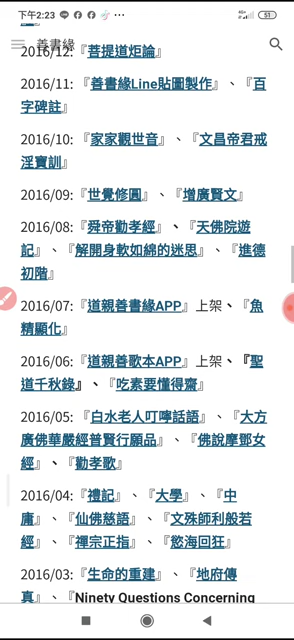 下午2:23
51
善書緣
2016/12:『菩提道炬論』
2016/11: 『善書緣Line貼圖製作』、『百
字碑註』
2016/10: 『家家觀世音』、『文昌帝君戒
淫寶訓』
2016/09: 『世覺修圓』、『增廣賢文』
2016/08: 『舜帝勸孝經』、『天佛院遊
記』、『解開身軟如綿的迷思』、『進德
初階』
2016/07: 『道親善書緣APP』上架、『魚
精顯化』
2016/06: 『道親善歌本APP』上架、『聖
道千秋錄』、『吃素要懂得齋』
2016/05: 『白水老人叮嚀話語』、『大方
廣佛華嚴經普賢行願品』、『佛說摩鄧女
經』、『勸孝歌』
2016/04: 『禮記』、『大學』、『中
庸』、『仙佛慈語』、『文殊師利般若
經』、『禪宗正指』、『慾海回狂』
2016/03: 『生命的重建』、『地府傳
真』、『Ninety Questions Concerning